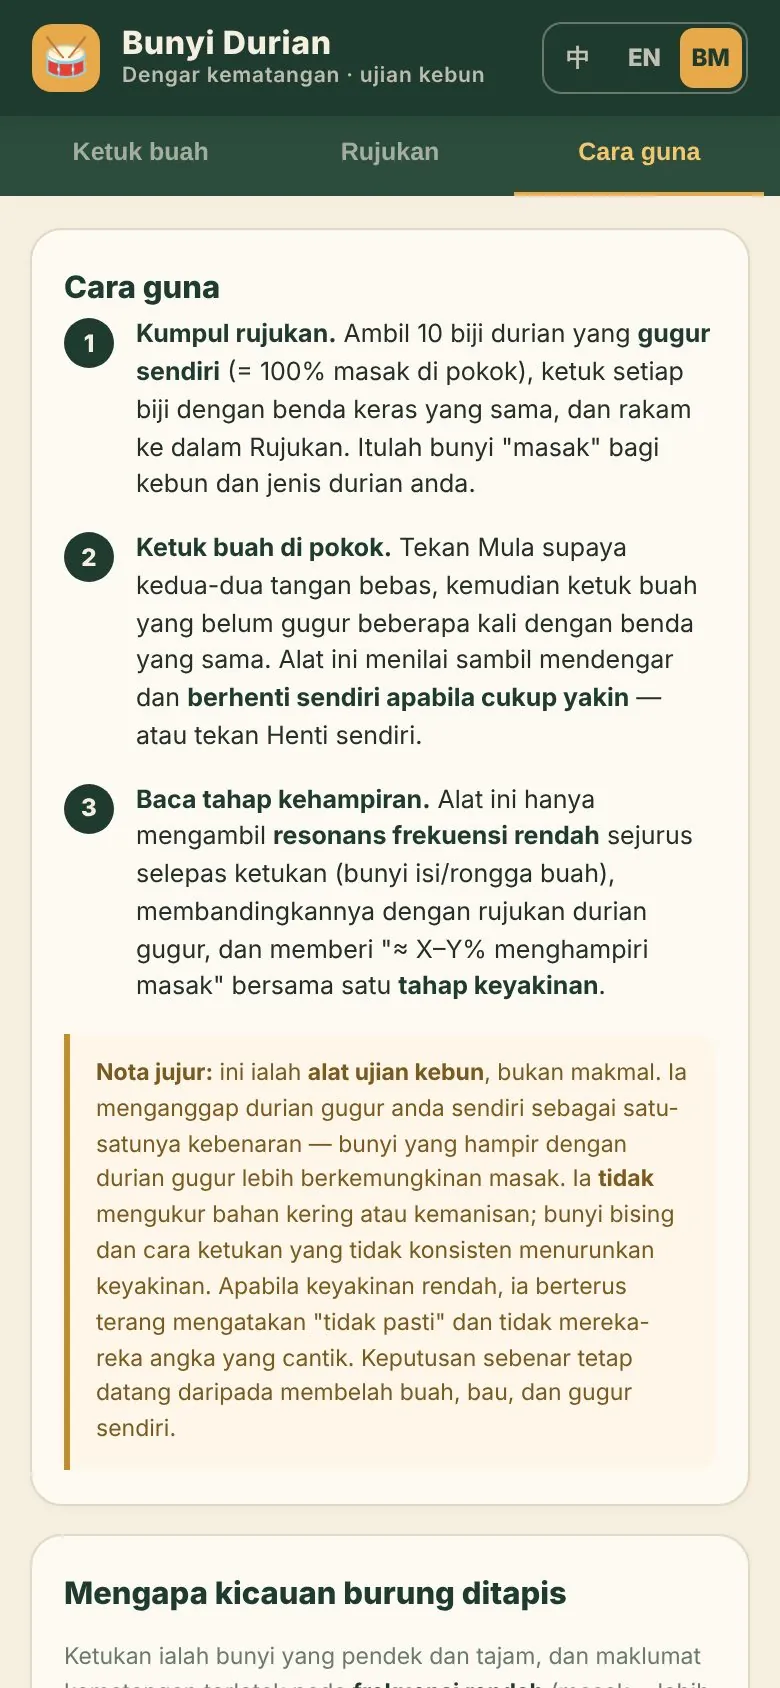 Bunyi Durian
Dengar kematangan · ujian kebun
中 EN BM
Ketuk buah Rujukan Cara guna
Cara guna
1 Kumpul rujukan. Ambil 10 biji durian yang gugur
sendiri (= 100% masak di pokok), ketuk setiap
biji dengan benda keras yang sama, dan rakam
ke dalam Rujukan. Itulah bunyi "masak" bagi
kebun dan jenis durian anda.
2 Ketuk buah di pokok. Tekan Mula supaya
kedua-dua tangan bebas, kemudian ketuk buah
yang belum gugur beberapa kali dengan benda
yang sama. Alat ini menilai sambil mendengar
dan berhenti sendiri apabila cukup yakin —
atau tekan Henti sendiri.
3 Baca tahap kehampiran. Alat ini hanya
mengambil resonans frekuensi rendah sejurus
selepas ketukan (bunyi isi/rongga buah),
membandingkannya dengan rujukan durian
gugur, dan memberi "≈ X–Y% menghampiri
masak" bersama satu tahap keyakinan.
Nota jujur: ini ialah alat ujian kebun, bukan makmal. Ia
menganggap durian gugur anda sendiri sebagai satu-
satunya kebenaran — bunyi yang hampir dengan
durian gugur lebih berkemungkinan masak. Ia tidak
mengukur bahan kering atau kemanisan; bunyi bising
dan cara ketukan yang tidak konsisten menurunkan
keyakinan. Apabila keyakinan rendah, ia berterus
terang mengatakan "tidak pasti" dan tidak mereka-
reka angka yang cantik. Keputusan sebenar tetap
datang daripada membelah buah, bau, dan gugur
sendiri.
Mengapa kicauan burung ditapis
Ketukan ialah bunyi yang pendek dan tajam, dan maklumat